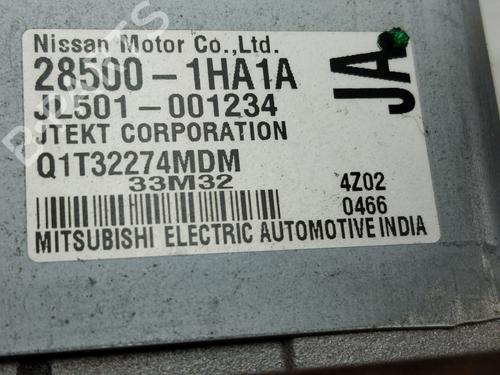 Nissan Motor Co.,Ltd.
28500-1HA1A
JL501-001234
JTEKT CORPORATION
Q1T32274MDM
33M32
4Z02
0466
MITSUBISHI ELECTRIC AUTOMOTIVE INDIA
JA